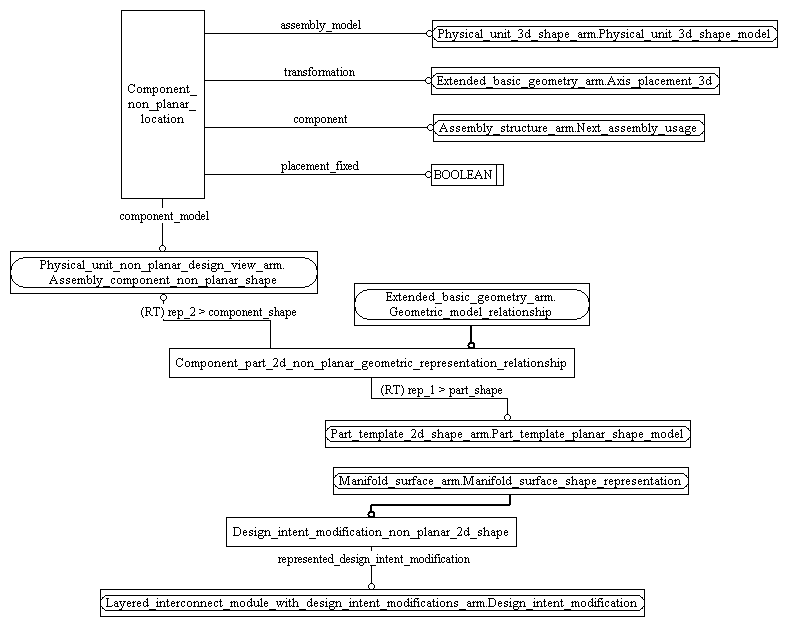 assembly_model
Physical_unit_3d_shape_arm.Physical_unit_3d_shape_model
transformation
Extended_basic_geometry_arm.Axis_placement_3d
Component_
non_planar_
location
component
Assembly_structure_arm.Next_assembly_usage
placement_fixed
BOOLEAN
component_model
Physical_unit_non_planar_design_view_arm.
Assembly_component_non_planar_shape
(RT) rep_2 > component_shape
Extended_basic_geometry_arm.
Geometric_model_relationship
Component_part_2d_non_planar_geometric_representation_relationship
(RT) rep_1 > part_shape
Part_template_2d_shape_arm.Part_template_planar_shape_model
Manifold_surface_arm.Manifold_surface_shape_representation
Design_intent_modification_non_planar_2d_shape
represented_design_intent_modification
Layered_interconnect_module_with_design_intent_modifications_arm.Design_intent_modification